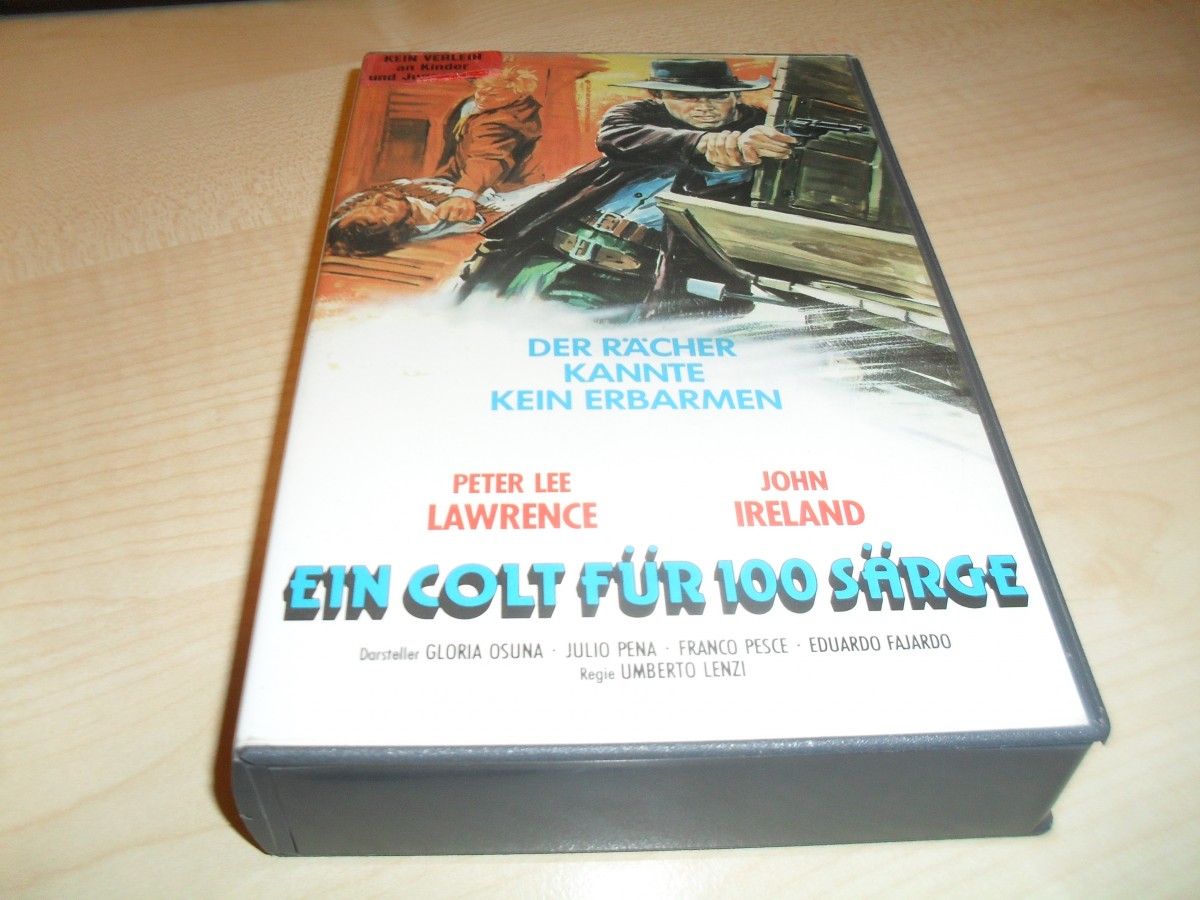 KEIN VERLEIH
an Kinder
und
DER RÄCHER
KANNTE
KEIN ERBARMEN
PETER LEE
LAWRENCE
JOHN
IRELAND
EIN COLT FÜR 100 SÄRGE
Darsteller GLORIA OSUNA · JULIO PENA · FRANCO PESCE · EDUARDO FAJARDO
Regie UMBERTO LENZI